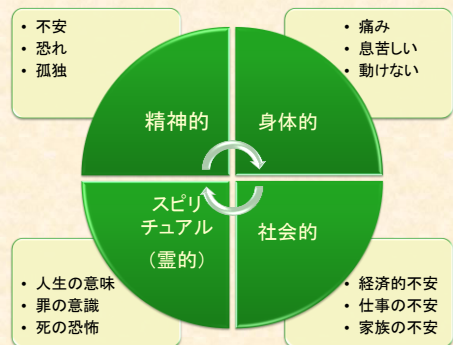 • 不安
• 恐れ
• 孤独
• 痛み
• 息苦しい
• 動けない
精神的
身体的
スピリ
チュアル
（霊的）
社会的
• 人生の意味
• 罪の意識
• 死の恐怖
• 経済的不安
• 仕事の不安
• 家族の不安